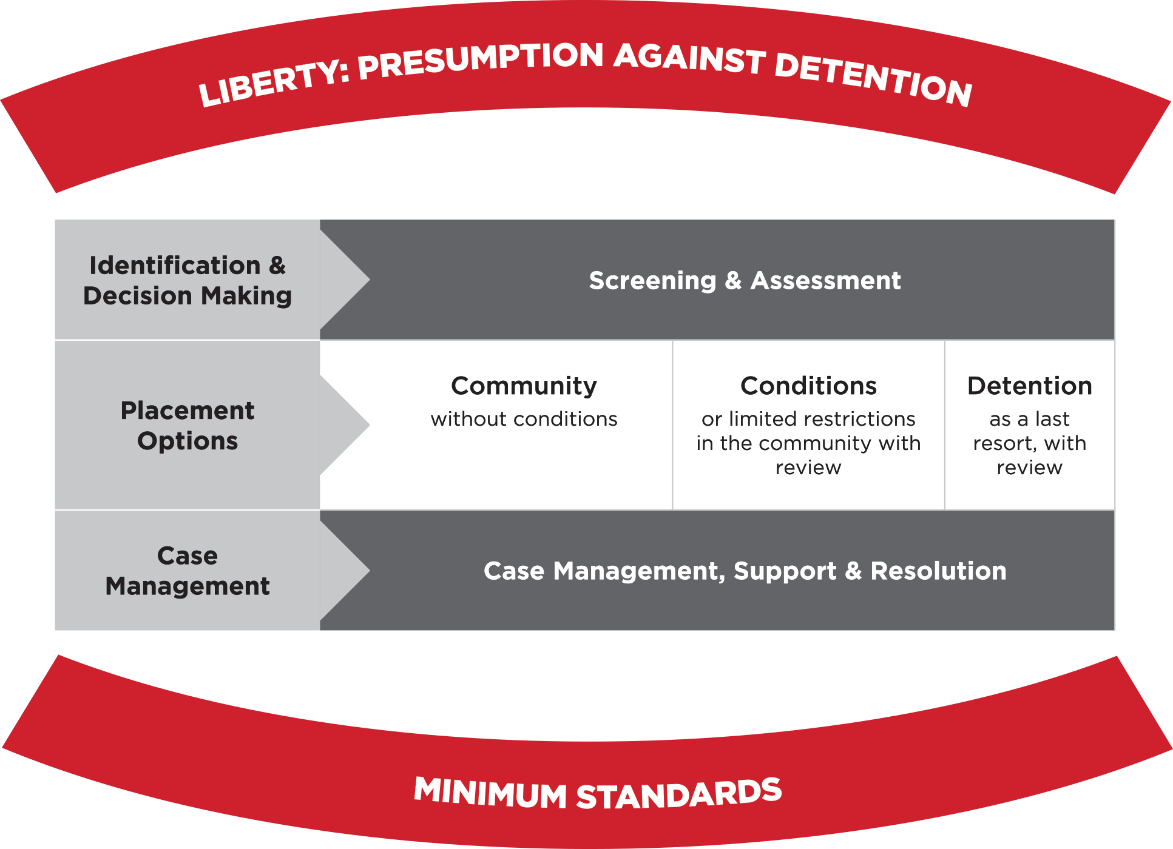 LIBERTY: PRESUMPTION AGAINST DETENTION
Identification &
Decision Making
Screening & Assessment
Placement
Options
Community
without conditions
Conditions
or limited restrictions
in the community with
review
Detention
as a last
resort, with
review
Case
Management
Case Management, Support & Resolution
MINIMUM STANDARDS